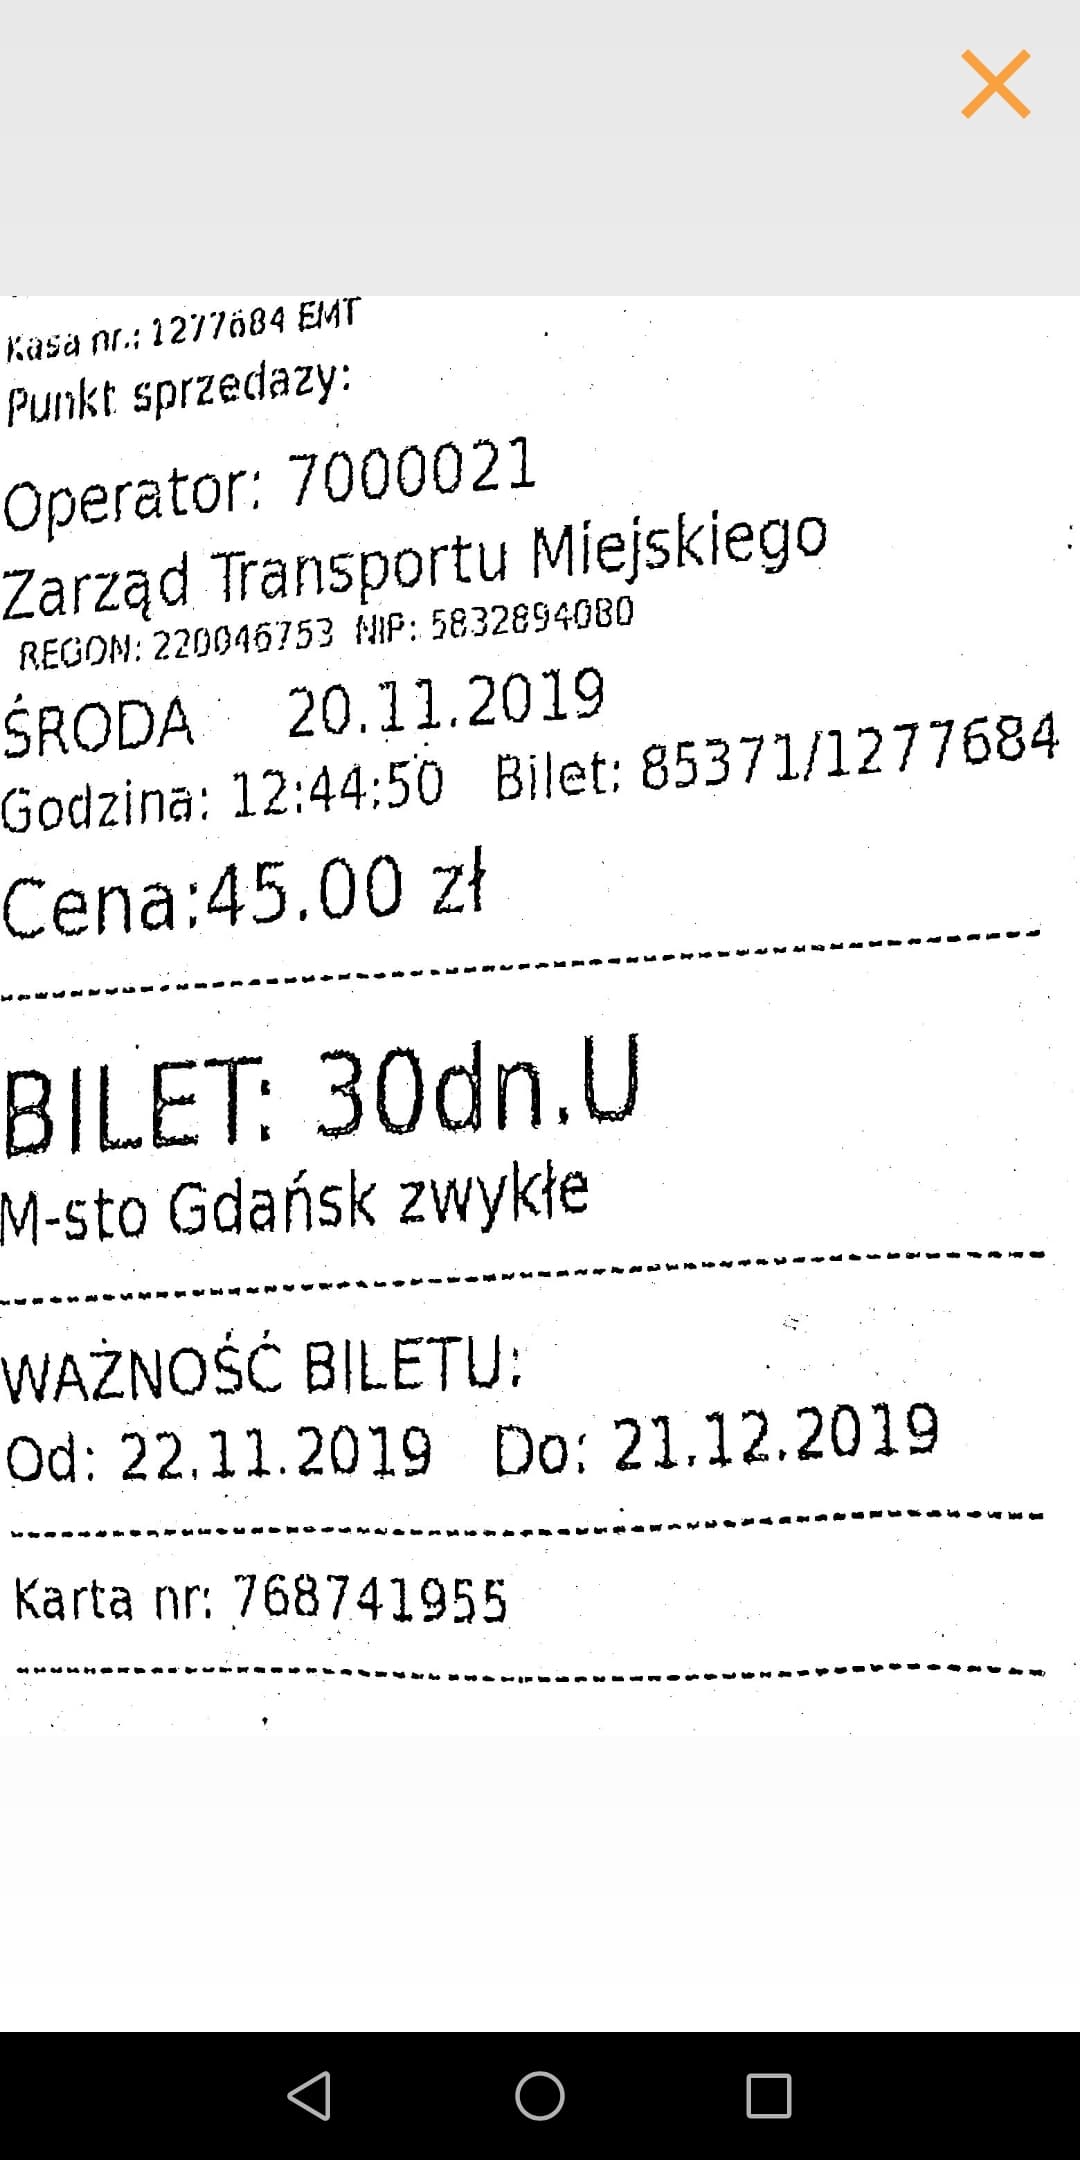 Kasa nr.: 1277684 EMT
Punkt sprzedazy:
Operator: 7000021
Zarząd Transportu Miejskiego
REGON: 220046753 NIP: 5832894080
ŚRODA 20.11.2019
Godzina: 12:44:50 Bilet: 85371/1277684
Cena:45.00 zł
BILET: 30dn.U
M-sto Gdańsk zwykłe
WAŻNOŚĆ BILETU:
Od: 22.11.2019 Do: 21.12.2019
Karta nr: 768741955